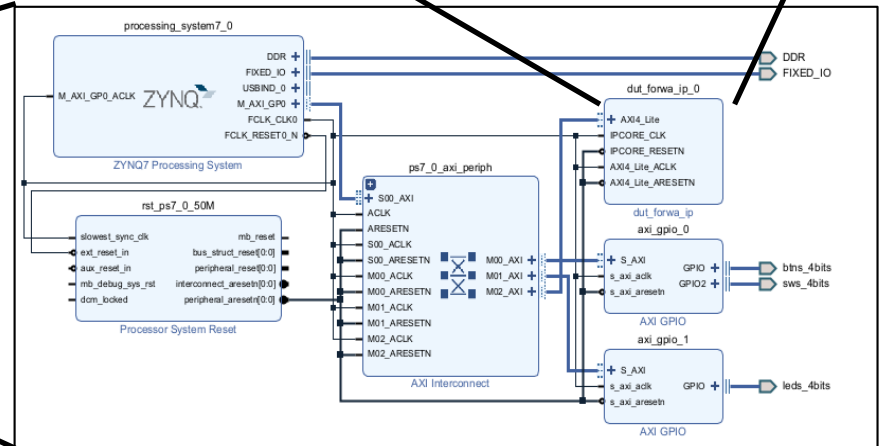 processing_system7_0
DDR
FIXED_IO
USBIND_0
M_AXI_GP0
FCLK_CLK0
FCLK_RESET0_N
M_AXI_GP0_ACLK
ZYNQ
ZYNQ7 Processing System
DDR
FIXED_IO
dut_forwa_ip_0
AXI4_Lite
IPCORE_CLK
IPCORE_RESETN
AXI4_Lite_ACLK
AXI4_Lite_ARESETN
dut_forwa_ip
ps7_0_axi_periph
S00_AXI
ACLK
ARESETN
S00_ACLK
S00_ARESETN
M00_ACLK
M00_ARESETN
M01_ACLK
M01_ARESETN
M02_ACLK
M02_ARESETN
M00_AXI
M01_AXI
M02_AXI
AXI Interconnect
rst_ps7_0_50M
slowest_sync_clk
ext_reset_in
aux_reset_in
mb_debug_sys_rst
dcm_locked
mb_reset
bus_struct_reset[0:0]
peripheral_reset[0:0]
interconnect_aresetn[0:0]
peripheral_aresetn[0:0]
Processor System Reset
axi_gpio_0
S_AXI
s_axi_aclk
s_axi_aresetn
GPIO
GPIO2
AXI GPIO
btns_4bits
sws_4bits
axi_gpio_1
S_AXI
s_axi_aclk
s_axi_aresetn
GPIO
AXI GPIO
leds_4bits